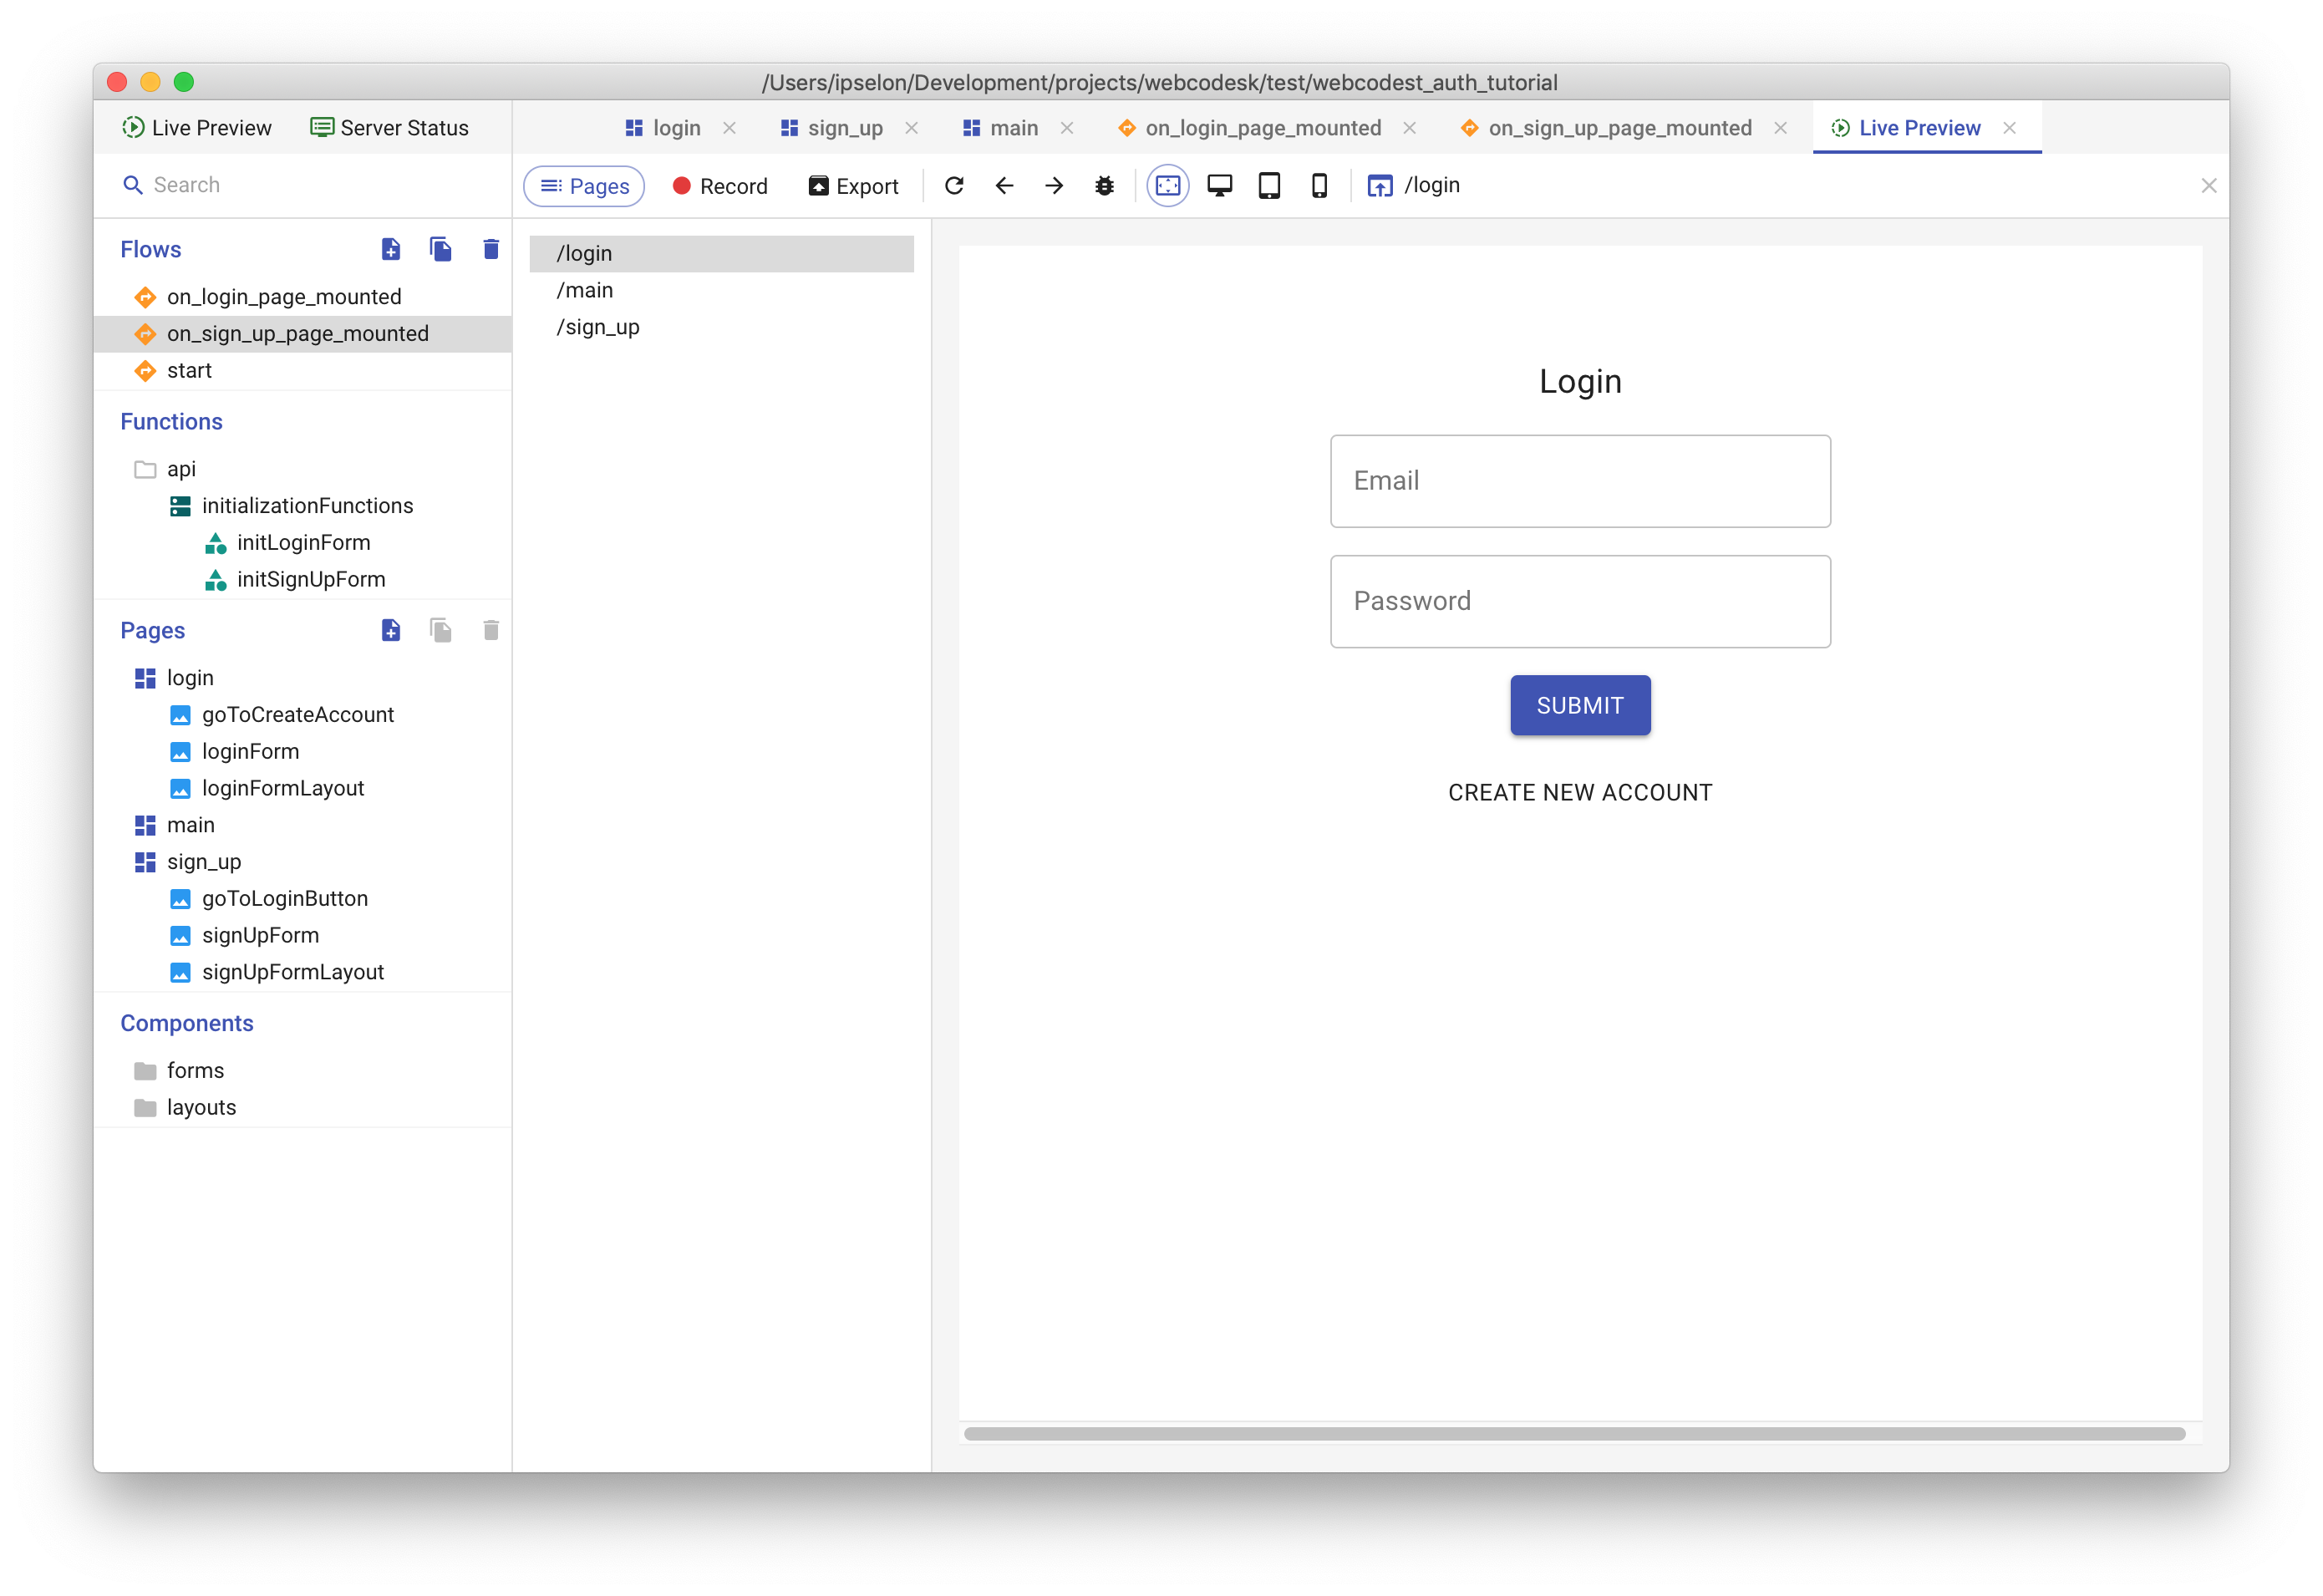 /Users/ipselon/Development/projects/webcodesk/test/webcodest_auth_tutorial
Live Preview Server Status login sign_up main on_login_page_mounted on_sign_up_page_mounted Live Preview
Search
Pages Record Export /login
Flows
on_login_page_mounted
on_sign_up_page_mounted
start
Functions
api
initializationFunctions
initLoginForm
initSignUpForm
Pages
login
goToCreateAccount
loginForm
loginFormLayout
main
sign_up
goToLoginButton
signUpForm
signUpFormLayout
Components
forms
layouts
/login
/main
/sign_up
Login
Email
Password
SUBMIT
CREATE NEW ACCOUNT